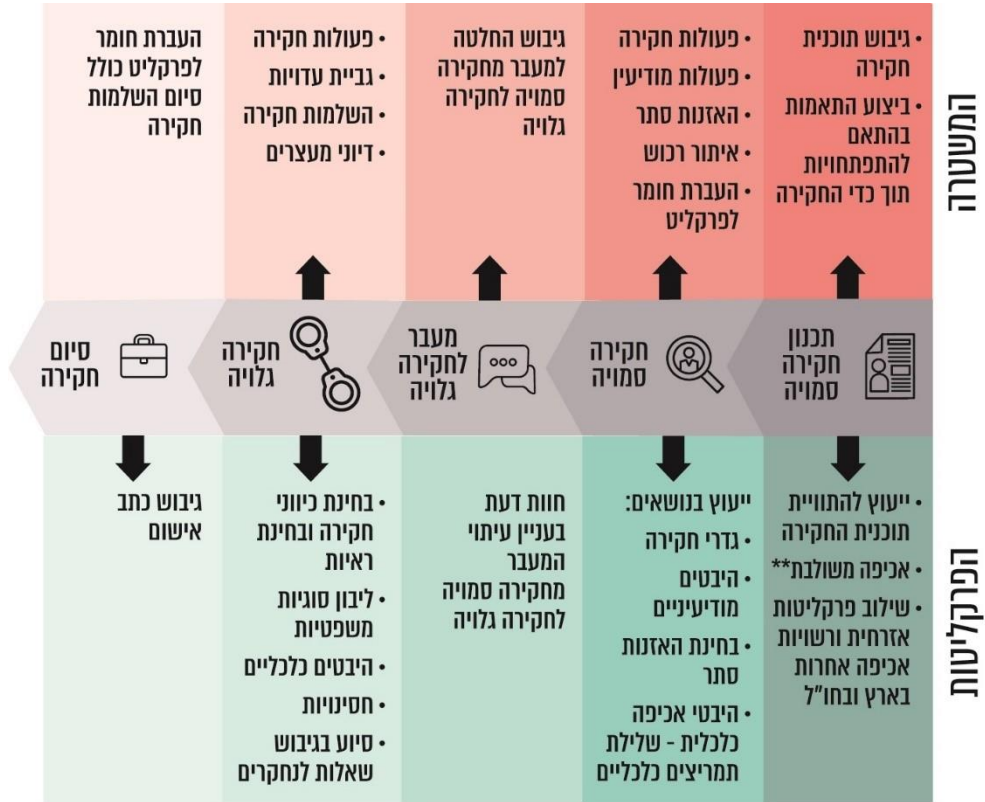 המשטרה
• גיבוש תוכנית
חקירה
• ביצוע התאמות
בהתאם
להתפתחויות
תוך כדי החקירה
• פעולות חקירה
• פעולות מודיעין
• האזנות סתר
• איתור רכוש
• העברת חומר
לפרקליט
גיבוש החלטה
למעבר מחקירה
סמויה לחקירה
גלויה
• פעולות חקירה
• גביית עדויות
• השלמות חקירה
• דיוני מעצרים
העברת חומר
לפרקליט כולל
סיום השלמות
חקירה
תכנון
חקירה
סמויה
חקירה
סמויה
מעבר
לחקירה
גלויה
חקירה
גלויה
סיום
חקירה
הפרקליטות
• ייעוץ להתוויית
תוכנית החקירה
• אכיפה משולבת**
• שילוב פרקליטות
אזרחית ורשויות
אכיפה אחרות
בארץ ובחו"ל
ייעוץ בנושאים:
• גדרי חקירה
• היבטים
מודיעיניים
• בחינת האזנות
סתר
• היבטי אכיפה
כלכלית - שלילת
תמריצים כלכליים
חוות דעת
בעניין עיתוי
המעבר
מחקירה סמויה
לחקירה גלויה
• בחינת כיווני
חקירה ובחינת
ראיות
• ליבון סוגיות
משפטיות
• היבטים כלכליים
• חסינויות
• סיוע בגיבוש
שאלות לנחקרים
גיבוש כתב
אישום